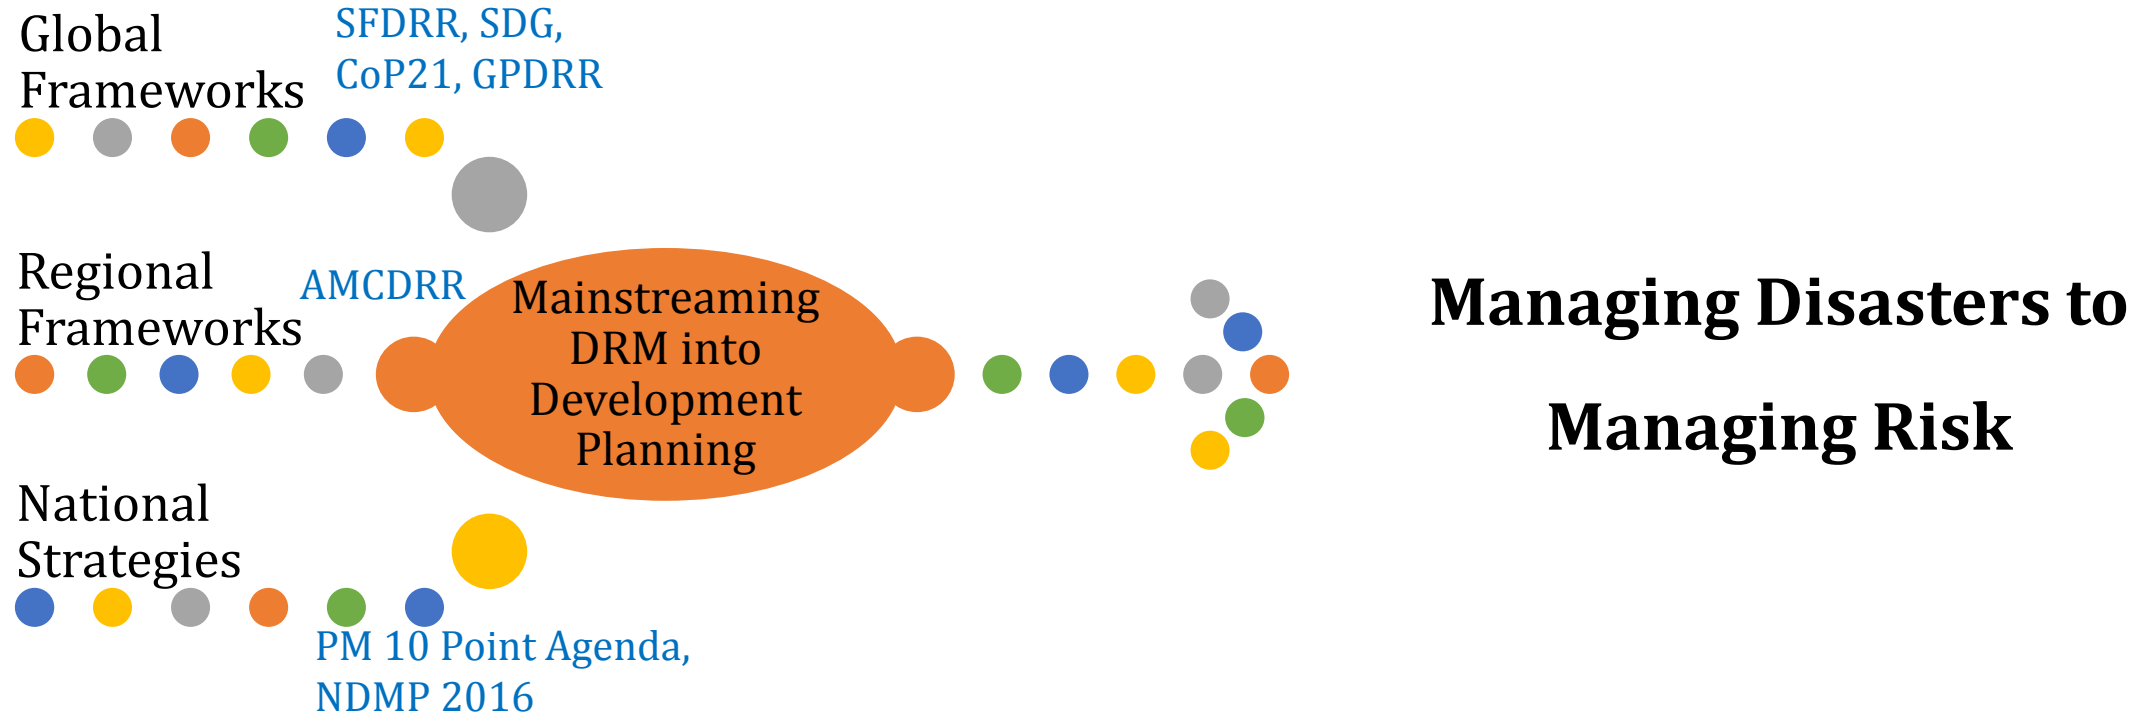 Global
Frameworks
SFDRR, SDG,
CoP21, GPDRR
Regional
Frameworks
AMCDRR
National
Strategies
PM 10 Point Agenda,
NDMP 2016
Mainstreaming
DRM into
Development
Planning
Managing Disasters to
Managing Risk